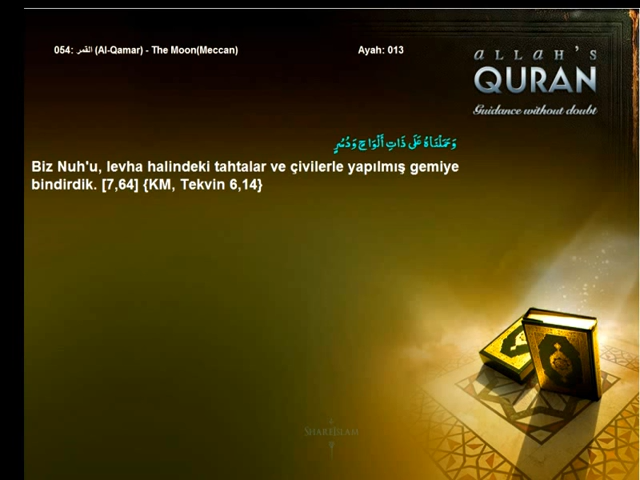 054: القمر (Al-Qamar) - The Moon(Meccan) Ayah: 013
ALLAH'S
QURAN
Guidance without doubt
وَحَمَلْنَاهُ عَلَى ذَاتِ أَلْوَاحٍ وَدُسُرٍ
Biz Nuh'u, levha halindeki tahtalar ve çivilerle yapılmış gemiye
bindirdik. [7,64] {KM, Tekvin 6,14}
SHAREISLAM